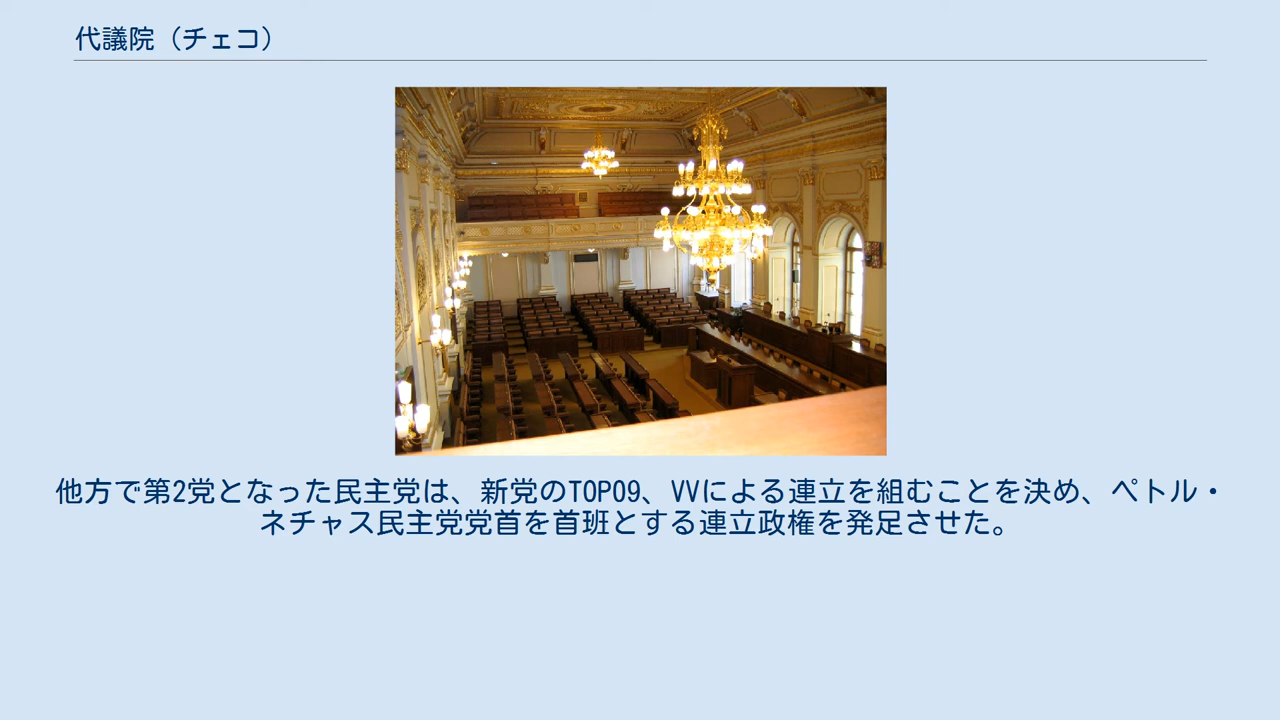 代議院（チェコ）
他方で第2党となった民主党は、新党のTOP09、VVによる連立を組むことを決め、ペトル・
ネチャス民主党党首を首班とする連立政権を発足させた。